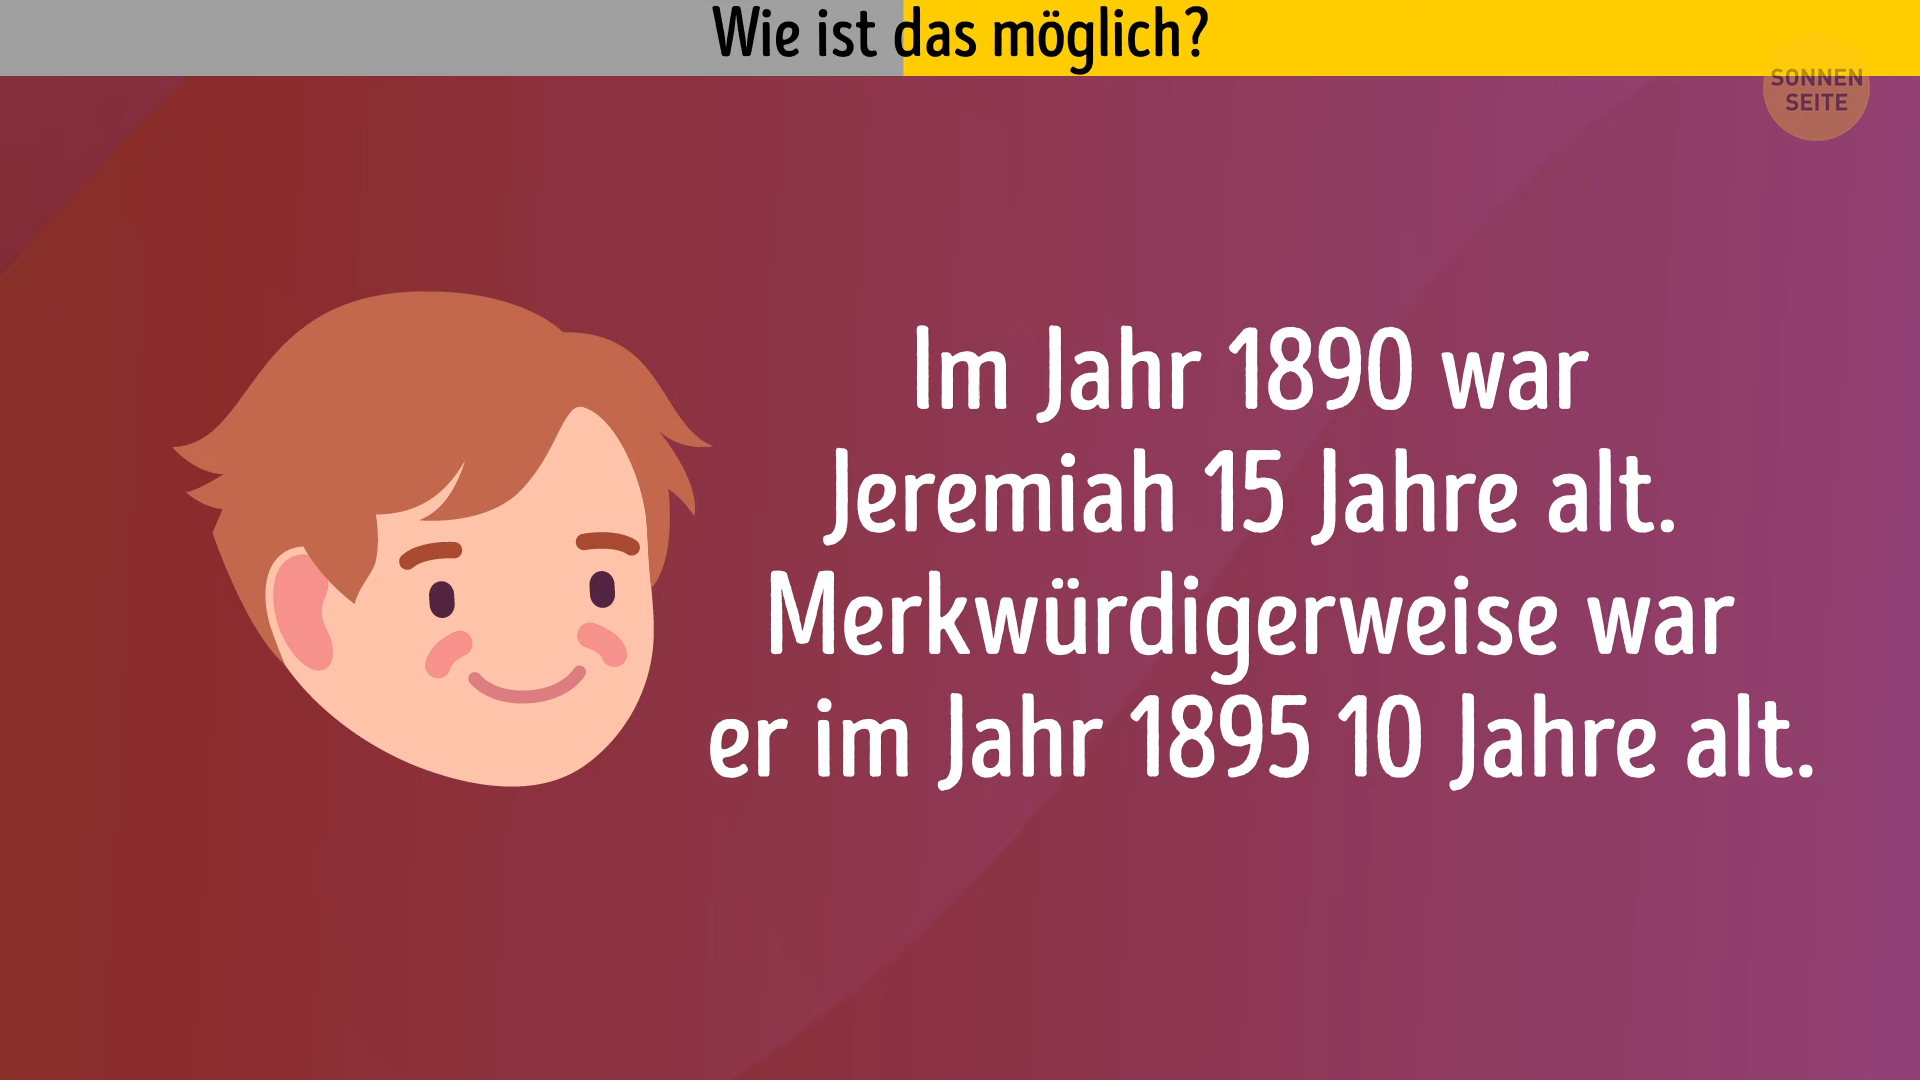 Wie ist das möglich?
SONNEN
SEITE
Im Jahr 1890 war
Jeremiah 15 Jahre alt.
Merkwürdigerweise war
er im Jahr 1895 10 Jahre alt.